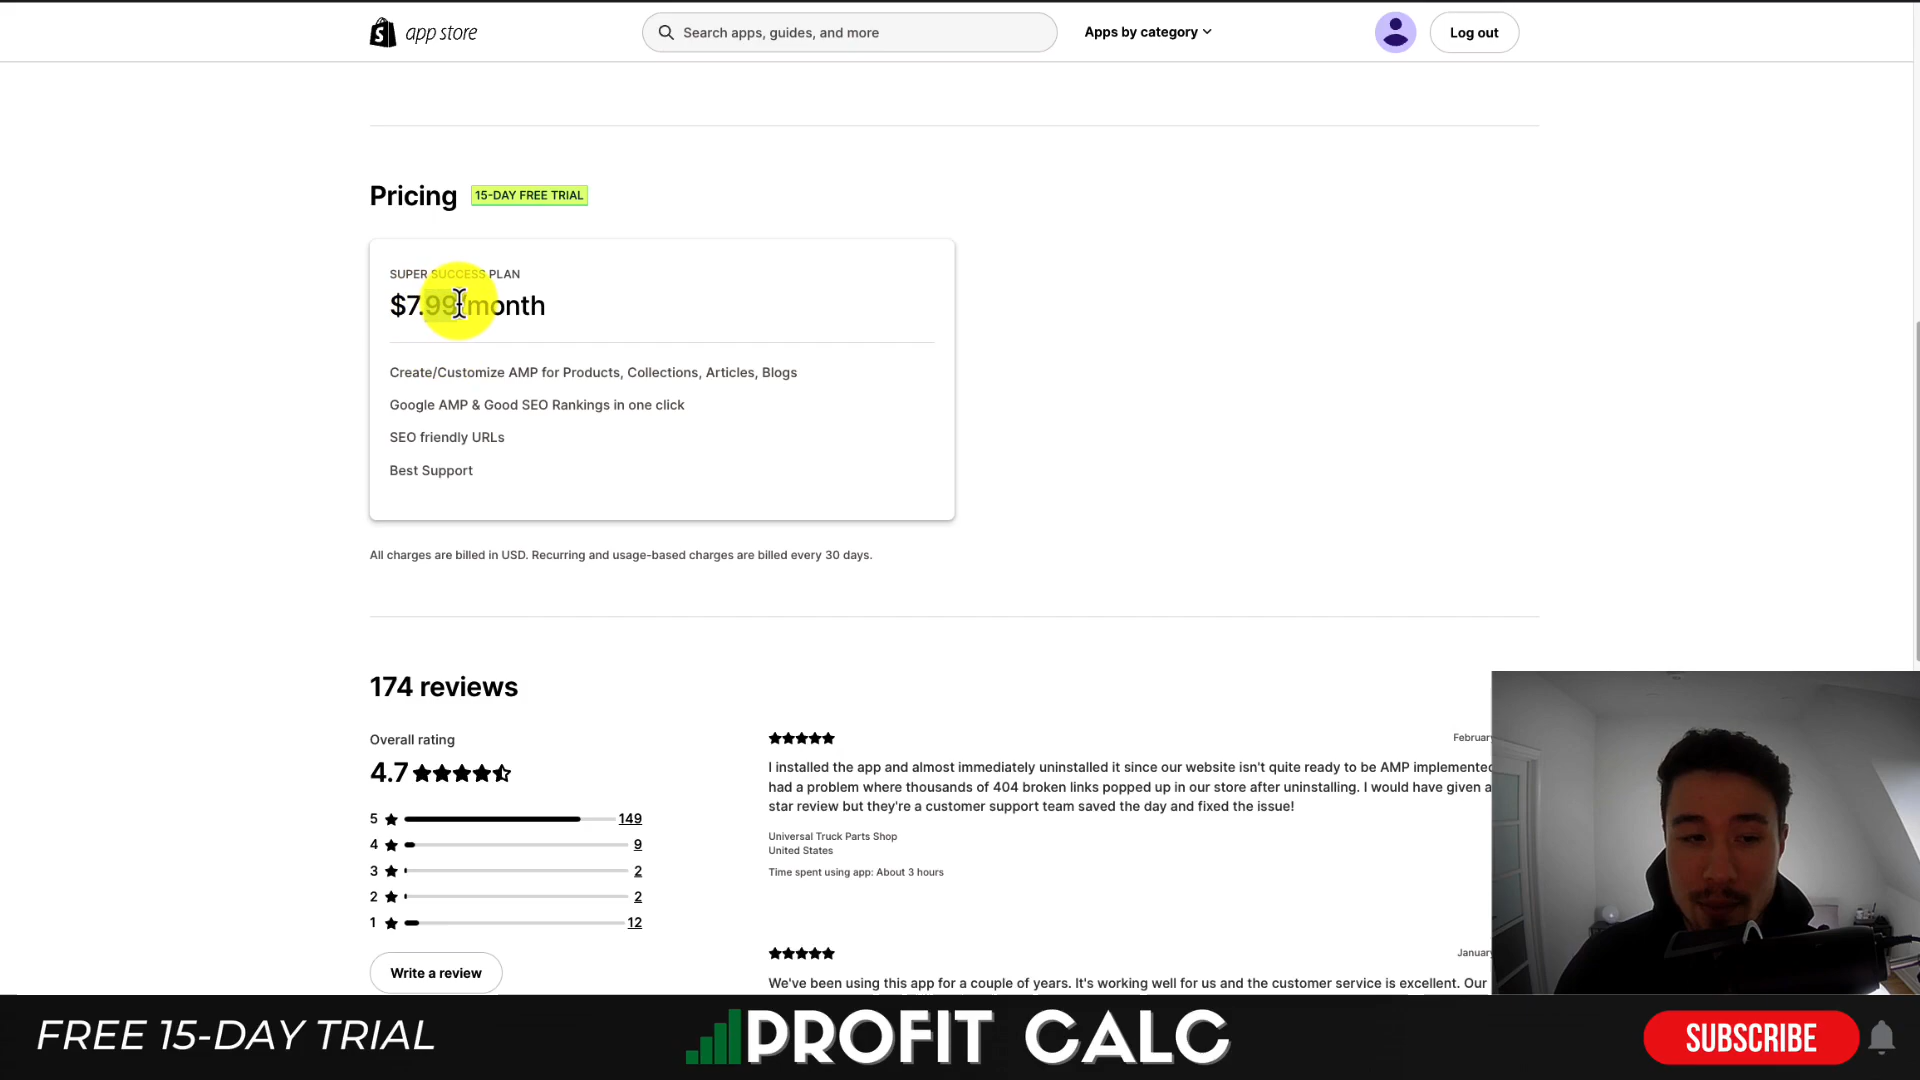 app store
Search apps, guides, and more
Apps by category
Log out
Pricing
15-DAY FREE TRIAL
SUPER SUCCESS PLAN
$7.99/month
Create/Customize AMP for Products, Collections, Articles, Blogs
Google AMP & Good SEO Rankings in one click
SEO friendly URLs
Best Support
All charges are billed in USD. Recurring and usage-based charges are billed every 30 days.
174 reviews
Overall rating
4.7
5 149
4 9
3 2
2 2
1 12
Write a review
February
I installed the app and almost immediately uninstalled it since our website isn't quite ready to be AMP implemented
had a problem where thousands of 404 broken links popped up in our store after uninstalling. I would have given a
star review but they're a customer support team saved the day and fixed the issue!
Universal Truck Parts Shop
United States
Time spent using app: About 3 hours
January
We've been using this app for a couple of years. It's working well for us and the customer service is excellent. Our
FREE 15-DAY TRIAL
PROFIT CALC
SUBSCRIBE